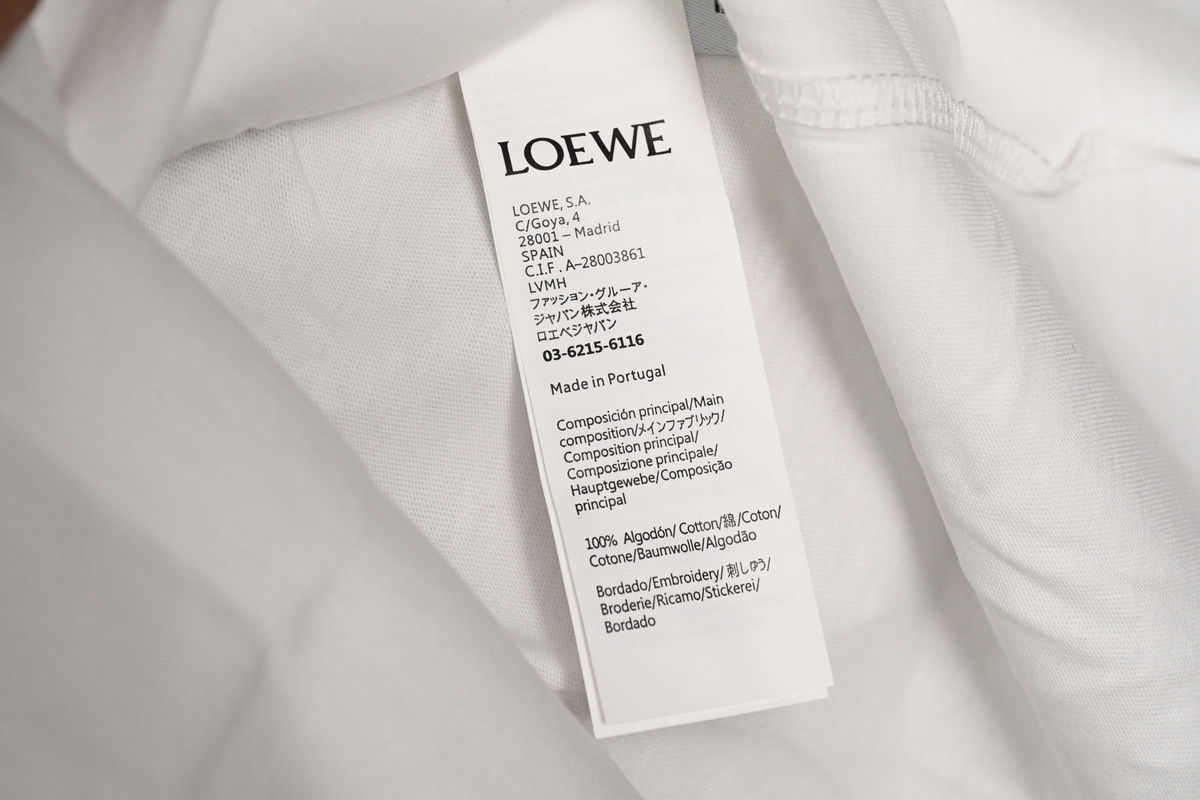 LOEWE
LOEWE, S.A.
C/Goya, 4
28001 – Madrid
SPAIN
C.I.F . A–28003861
LVMH
ファッション・グループ・
ジャパン株式会社
ロエベジャパン
03-6215-6116
Made in Portugal
Composición principal/Main
composition/メインファブリック/
Composition principal/
Composizione principale/
Hauptgewebe/Composição
principal
100% Algodón/ Cotton/綿/Coton/
Cotone/Baumwolle/Algodão
Bordado/Embroidery/ 刺しゅう/
Broderie/Ricamo/Stickerei/
Bordado